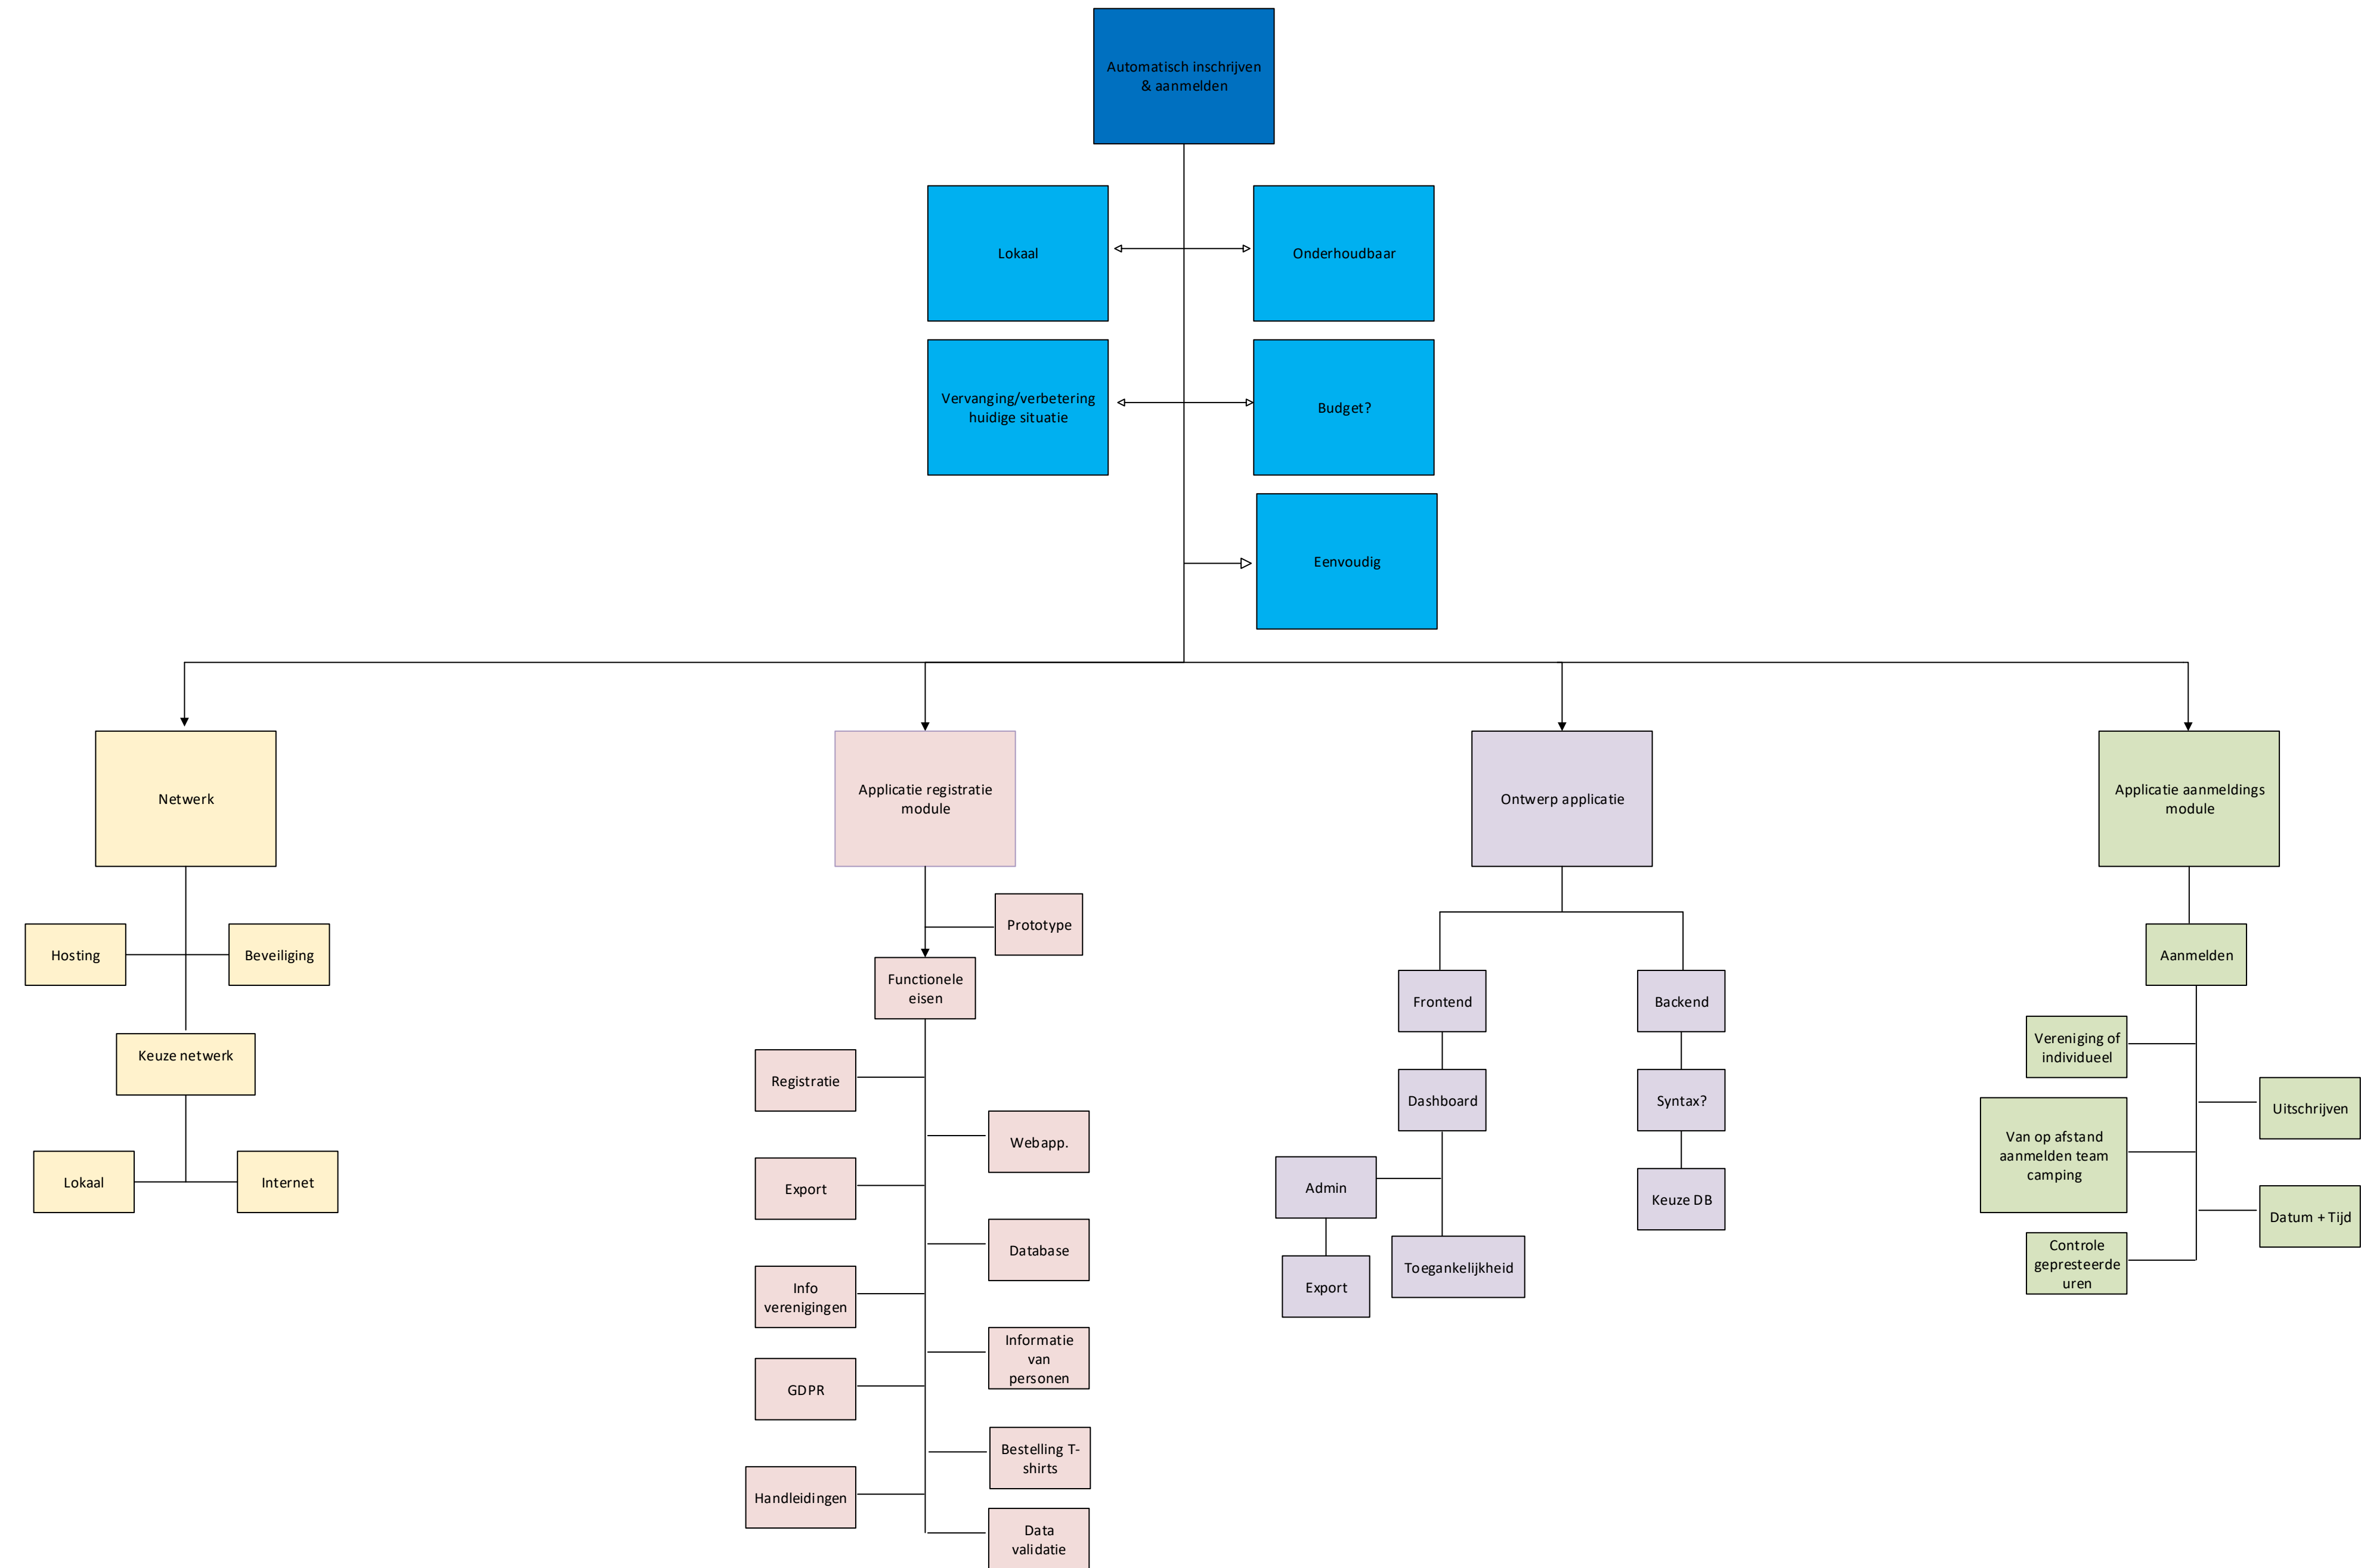 Automatisch inschrijven
& aanmelden
Lokaal
Onderhoudbaar
Vervanging/verbetering
huidige situatie
Budget?
Eenvoudig
Netwerk
Hosting
Beveiliging
Keuze netwerk
Lokaal
Internet
Applicatie registratie
module
Prototype
Functionele
eisen
Registratie
Webapp.
Export
Database
Info
verenigingen
Informatie
van
personen
GDPR
Bestelling T-
shirts
Handleidingen
Data
validatie
Ontwerp applicatie
Frontend
Backend
Dashboard
Syntax?
Admin
Keuze DB
Toegankelijkheid
Export
Applicatie aanmeldings
module
Aanmelden
Vereniging of
individueel
Uitschrijven
Van op afstand
aanmelden team
camping
Datum + Tijd
Controle
gepresteerde
uren